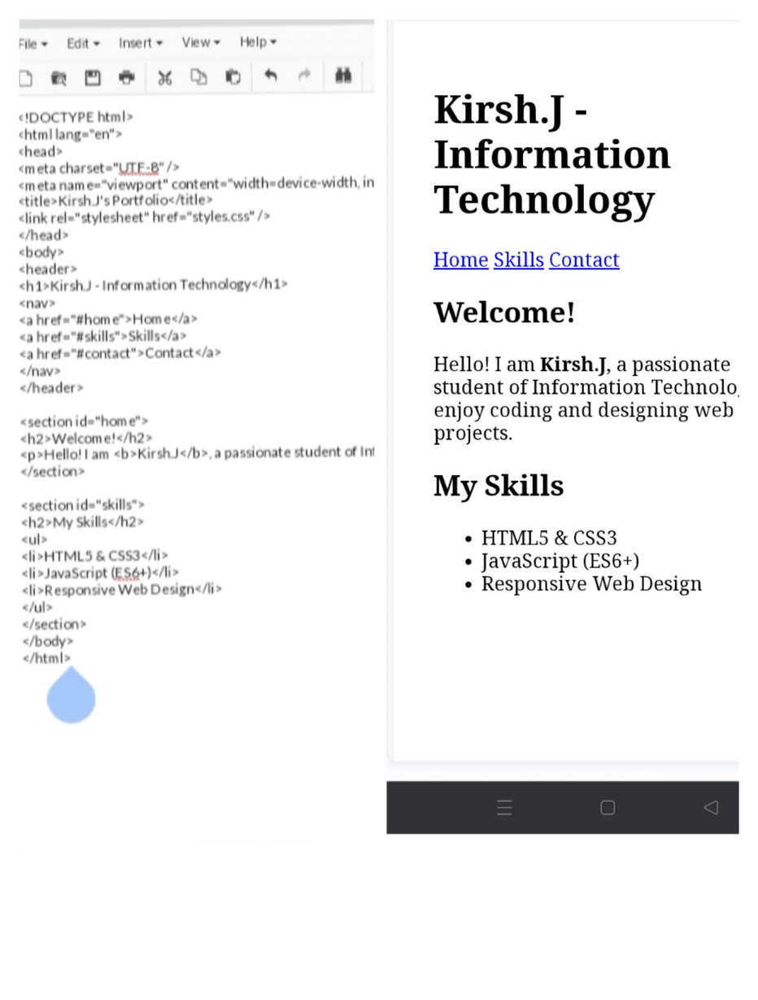 File Edit Insert View Help
<!DOCTYPE html>
<html lang="en">
<head>
<meta charset="UTF-8" />
<meta name="viewport" content="width=device-width, in
<title>Kirsh.J's Portfolio</title>
<link rel="stylesheet" href="styles.css" />
</head>
<body>
<header>
<h1>Kirsh.J - Information Technology</h1>
<nav>
<a href="#home">Home</a>
<a href="#skills">Skills</a>
<a href="#contact">Contact</a>
</nav>
</header>
<section id="home">
<h2>Welcome!</h2>
<p>Hello! I am <b>Kirsh.J</b>, a passionate student of Inf
</section>
<section id="skills">
<h2>My Skills</h2>
<ul>
<li>HTML5 & CSS3</li>
<li>JavaScript (ES6+)</li>
<li>Responsive Web Design</li>
</ul>
</section>
</body>
</html>
Kirsh.J -
Information
Technology
Home Skills Contact
Welcome!
Hello! I am Kirsh.J, a passionate
student of Information Technolo
enjoy coding and designing web
projects.
My Skills
• HTML5 & CSS3
• JavaScript (ES6+)
• Responsive Web Design